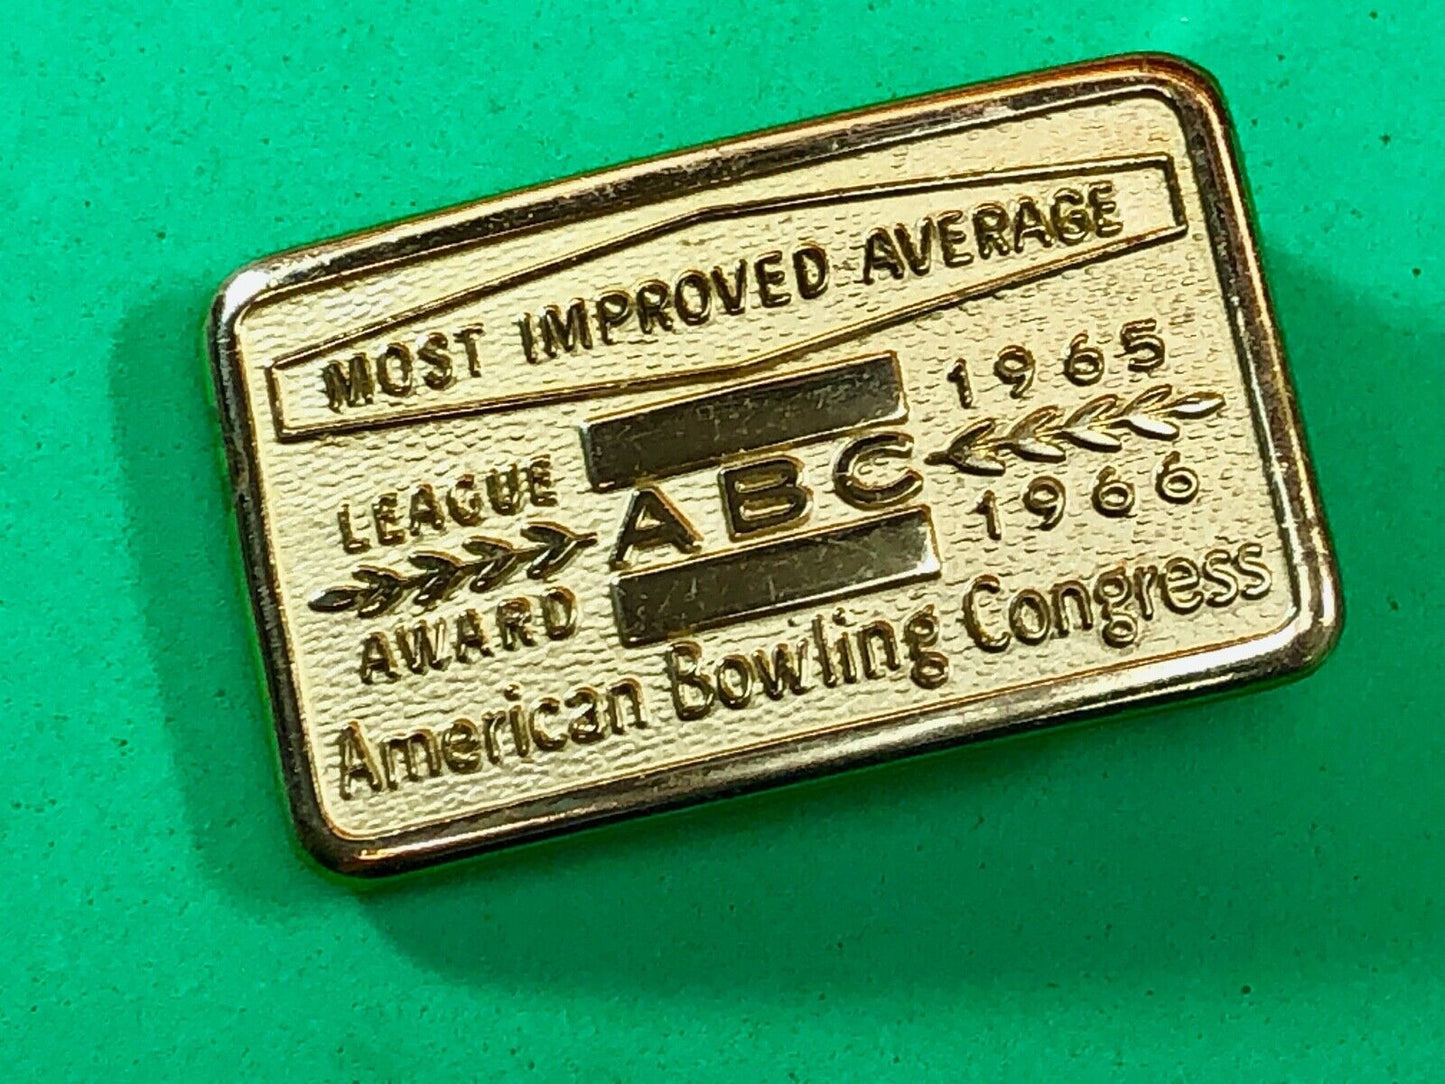 MOST IMPROVED AVERAGE
LEAGUE
AWARD
ABC
1965
1966
American Bowling Congress